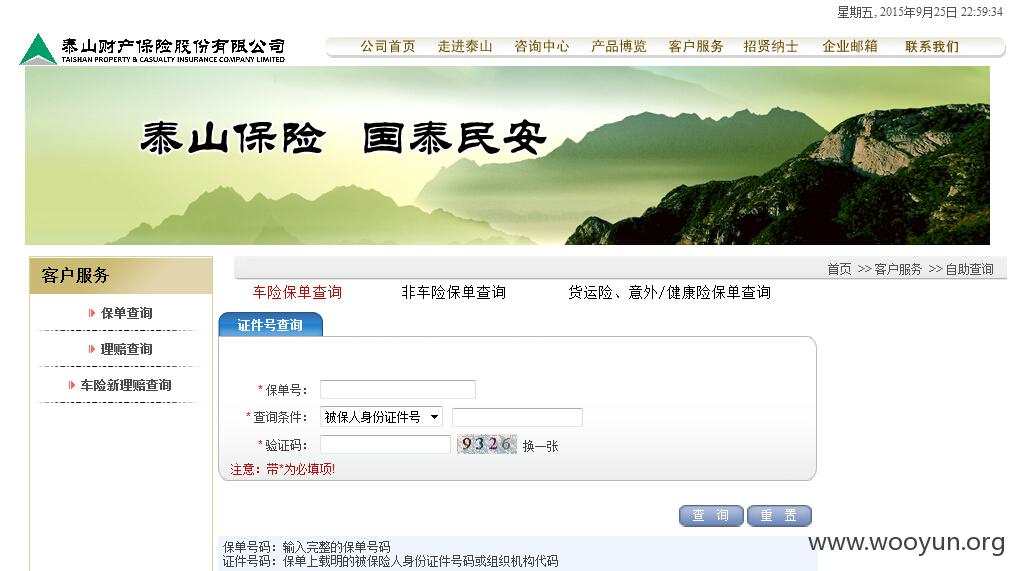 星期五, 2015年9月25日 22:59:34
泰山财产保险股份有限公司
TAISHAN PROPERTY & CASUALTY INSURANCE COMPANY LIMITED
公司首页 走进泰山 咨询中心 产品博览 客户服务 招贤纳士 企业邮箱 联系我们
泰山保险 国泰民安
客户服务
保单查询
理赔查询
车险新理赔查询
首页 >> 客户服务 >> 自助查询
车险保单查询 非车险保单查询 货运险、意外/健康险保单查询
证件号查询
*保单号：
*查询条件： 被保人身份证件号
*验证码： 9326 换一张
注意：带*为必填项!
查 询 重 置
保单号码：输入完整的保单号码
证件号码：保单上载明的被保险人身份证件号码或组织机构代码
www.wooyun.org